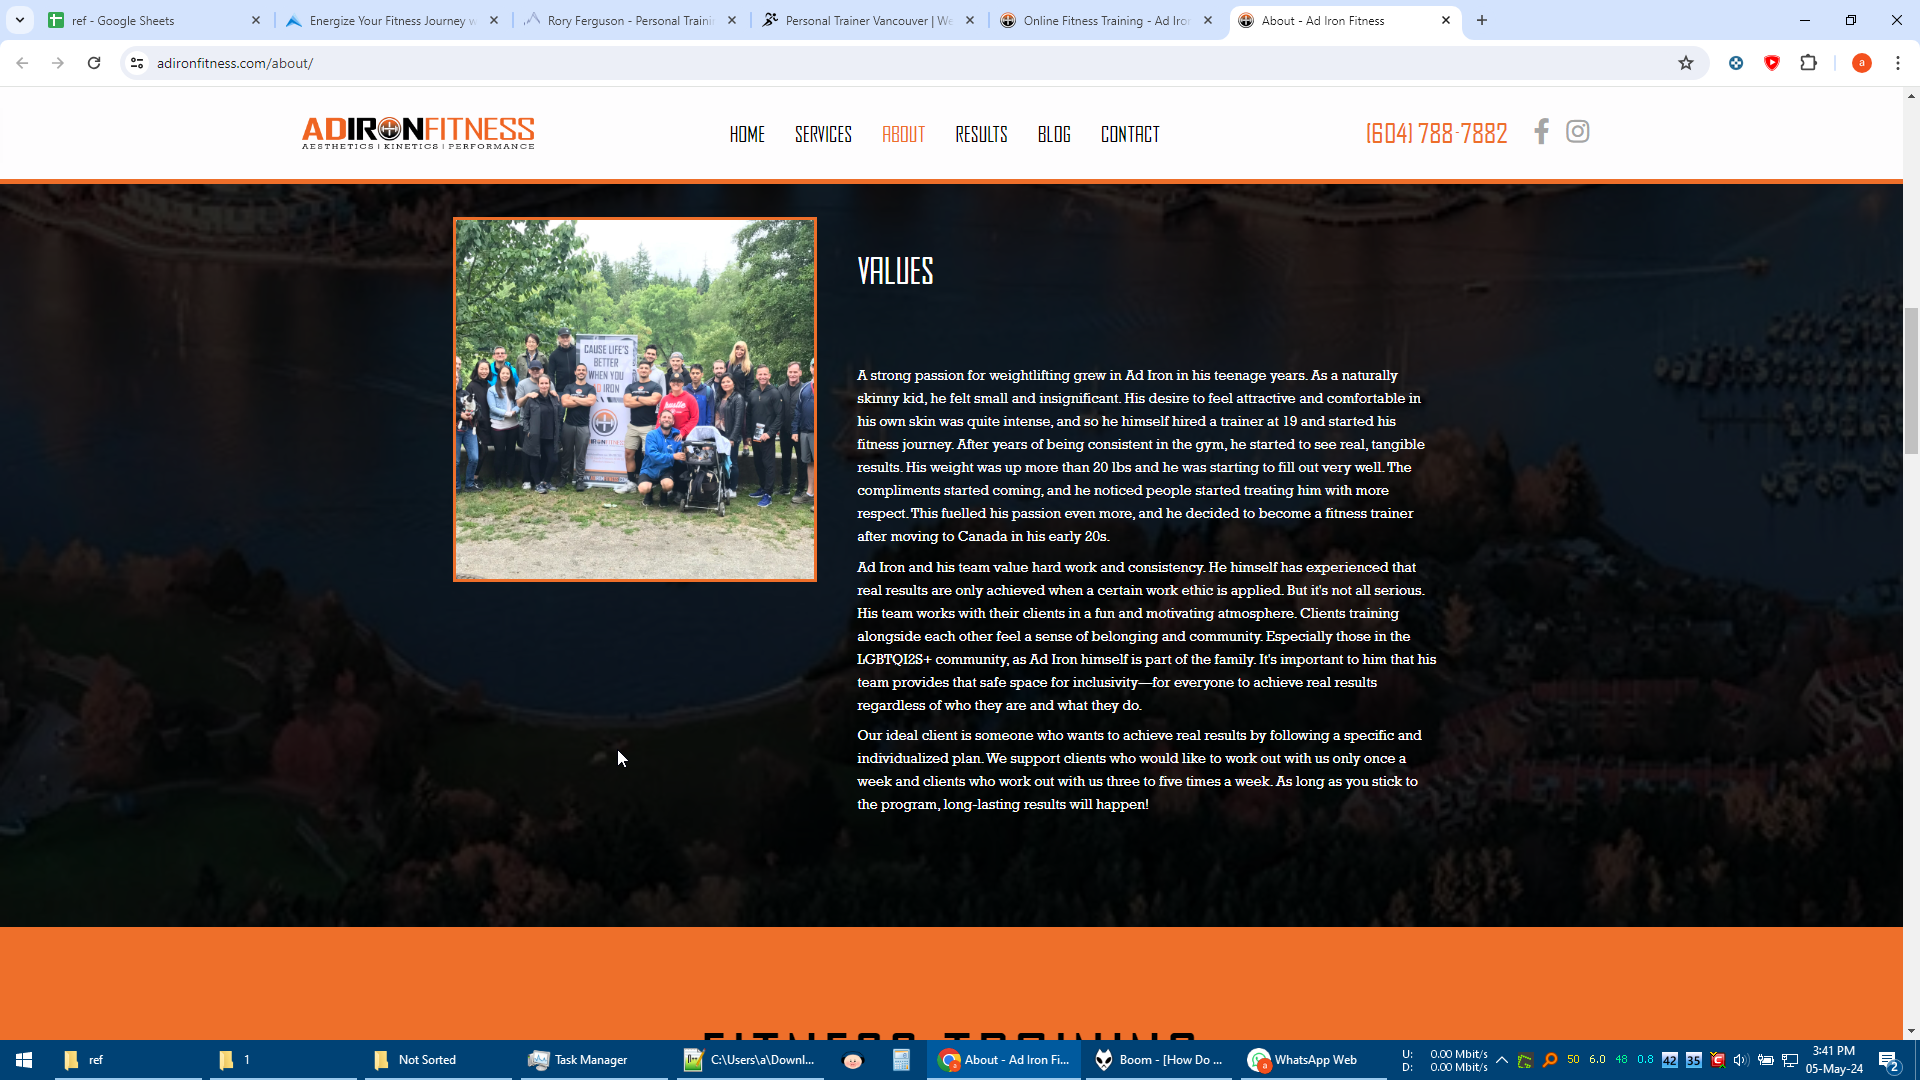 ref - Google Sheets
Energize Your Fitness Journey w
Rory Ferguson - Personal Traini
Personal Trainer Vancouver | We
Online Fitness Training - Ad Iron
About - Ad Iron Fitness
adironfitness.com/about/
a
ADIRONFITNESS
AESTHETICS | KINETICS | PERFORMANCE
HOME
SERVICES
ABOUT
RESULTS
BLOG
CONTACT
(604) 788-7882
CAUSE LIFE'S
BETTER
WHEN YOU
AD IRON
ADIRONFITNESS
hustle
VALUES
A strong passion for weightlifting grew in Ad Iron in his teenage years. As a naturally
skinny kid, he felt small and insignificant. His desire to feel attractive and comfortable in
his own skin was quite intense, and so he himself hired a trainer at 19 and started his
fitness journey. After years of being consistent in the gym, he started to see real, tangible
results. His weight was up more than 20 lbs and he was starting to fill out very well. The
compliments started coming, and he noticed people started treating him with more
respect. This fuelled his passion even more, and he decided to become a fitness trainer
after moving to Canada in his early 20s.
Ad Iron and his team value hard work and consistency. He himself has experienced that
real results are only achieved when a certain work ethic is applied. But it's not all serious.
His team works with their clients in a fun and motivating atmosphere. Clients training
alongside each other feel a sense of belonging and community. Especially those in the
LGBTQI2S+ community, as Ad Iron himself is part of the family. It's important to him that his
team provides that safe space for inclusivity—for everyone to achieve real results
regardless of who they are and what they do.
Our ideal client is someone who wants to achieve real results by following a specific and
individualized plan. We support clients who would like to work out with us only once a
week and clients who work out with us three to five times a week. As long as you stick to
the program, long-lasting results will happen!
FITNESS TRAINING
ref
1
Not Sorted
Task Manager
C:\Users\a\Downl...
About - Ad Iron Fi...
Boom - [How Do ...
WhatsApp Web
U: 0.00 Mbit/s
D: 0.00 Mbit/s
50 6.0 48 0.8 42 35
3:41 PM
05-May-24
2